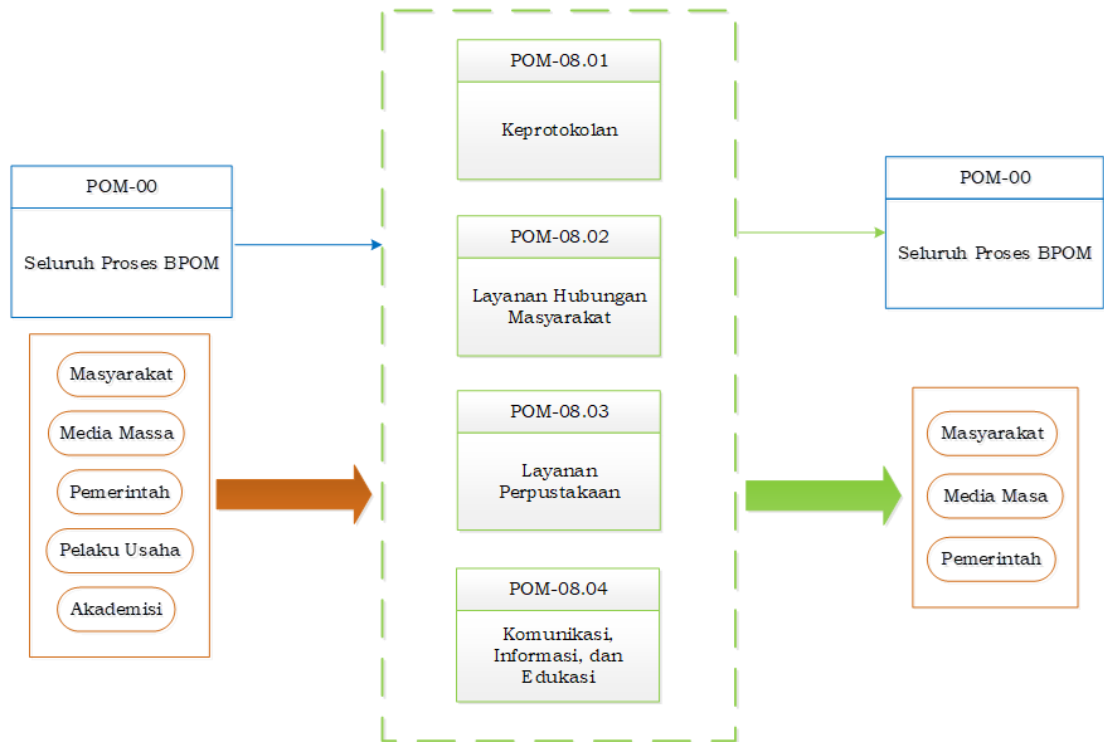 POM-00
Seluruh Proses BPOM
Masyarakat
Media Massa
Pemerintah
Pelaku Usaha
Akademisi
POM-08.01
Keprotokolan
POM-08.02
Layanan Hubungan
Masyarakat
POM-08.03
Layanan
Perpustakaan
POM-08.04
Komunikasi,
Informasi, dan
Edukasi
POM-00
Seluruh Proses BPOM
Masyarakat
Media Masa
Pemerintah